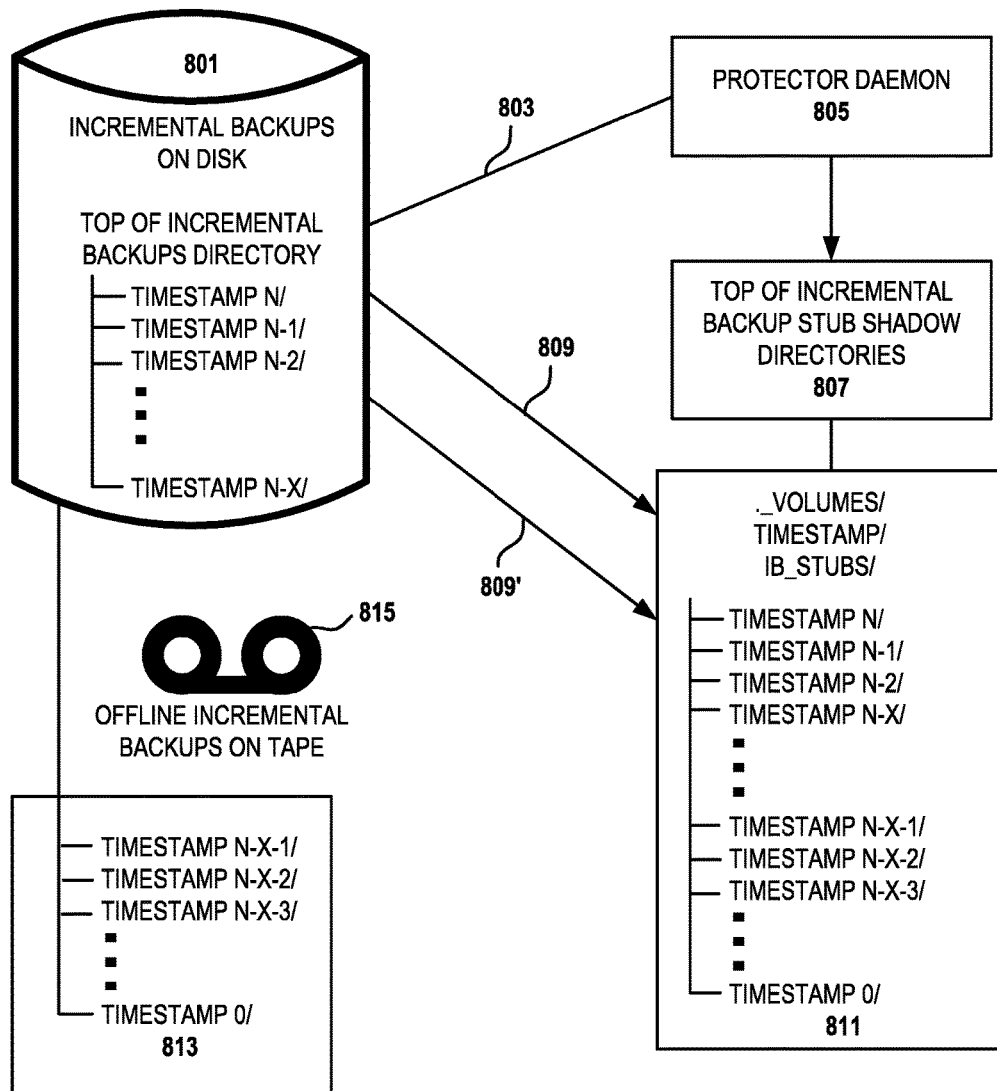 801
INCREMENTAL BACKUPS
ON DISK
TOP OF INCREMENTAL
BACKUPS DIRECTORY
TIMESTAMP N/
TIMESTAMP N-1/
TIMESTAMP N-2/
TIMESTAMP N-X/
803
PROTECTOR DAEMON
805
TOP OF INCREMENTAL
BACKUP STUB SHADOW
DIRECTORIES
807
809
809'
._VOLUMES/
TIMESTAMP/
IB_STUBS/
TIMESTAMP N/
TIMESTAMP N-1/
TIMESTAMP N-2/
TIMESTAMP N-X/
TIMESTAMP N-X-1/
TIMESTAMP N-X-2/
TIMESTAMP N-X-3/
TIMESTAMP 0/
811
815
OFFLINE INCREMENTAL
BACKUPS ON TAPE
TIMESTAMP N-X-1/
TIMESTAMP N-X-2/
TIMESTAMP N-X-3/
TIMESTAMP 0/
813